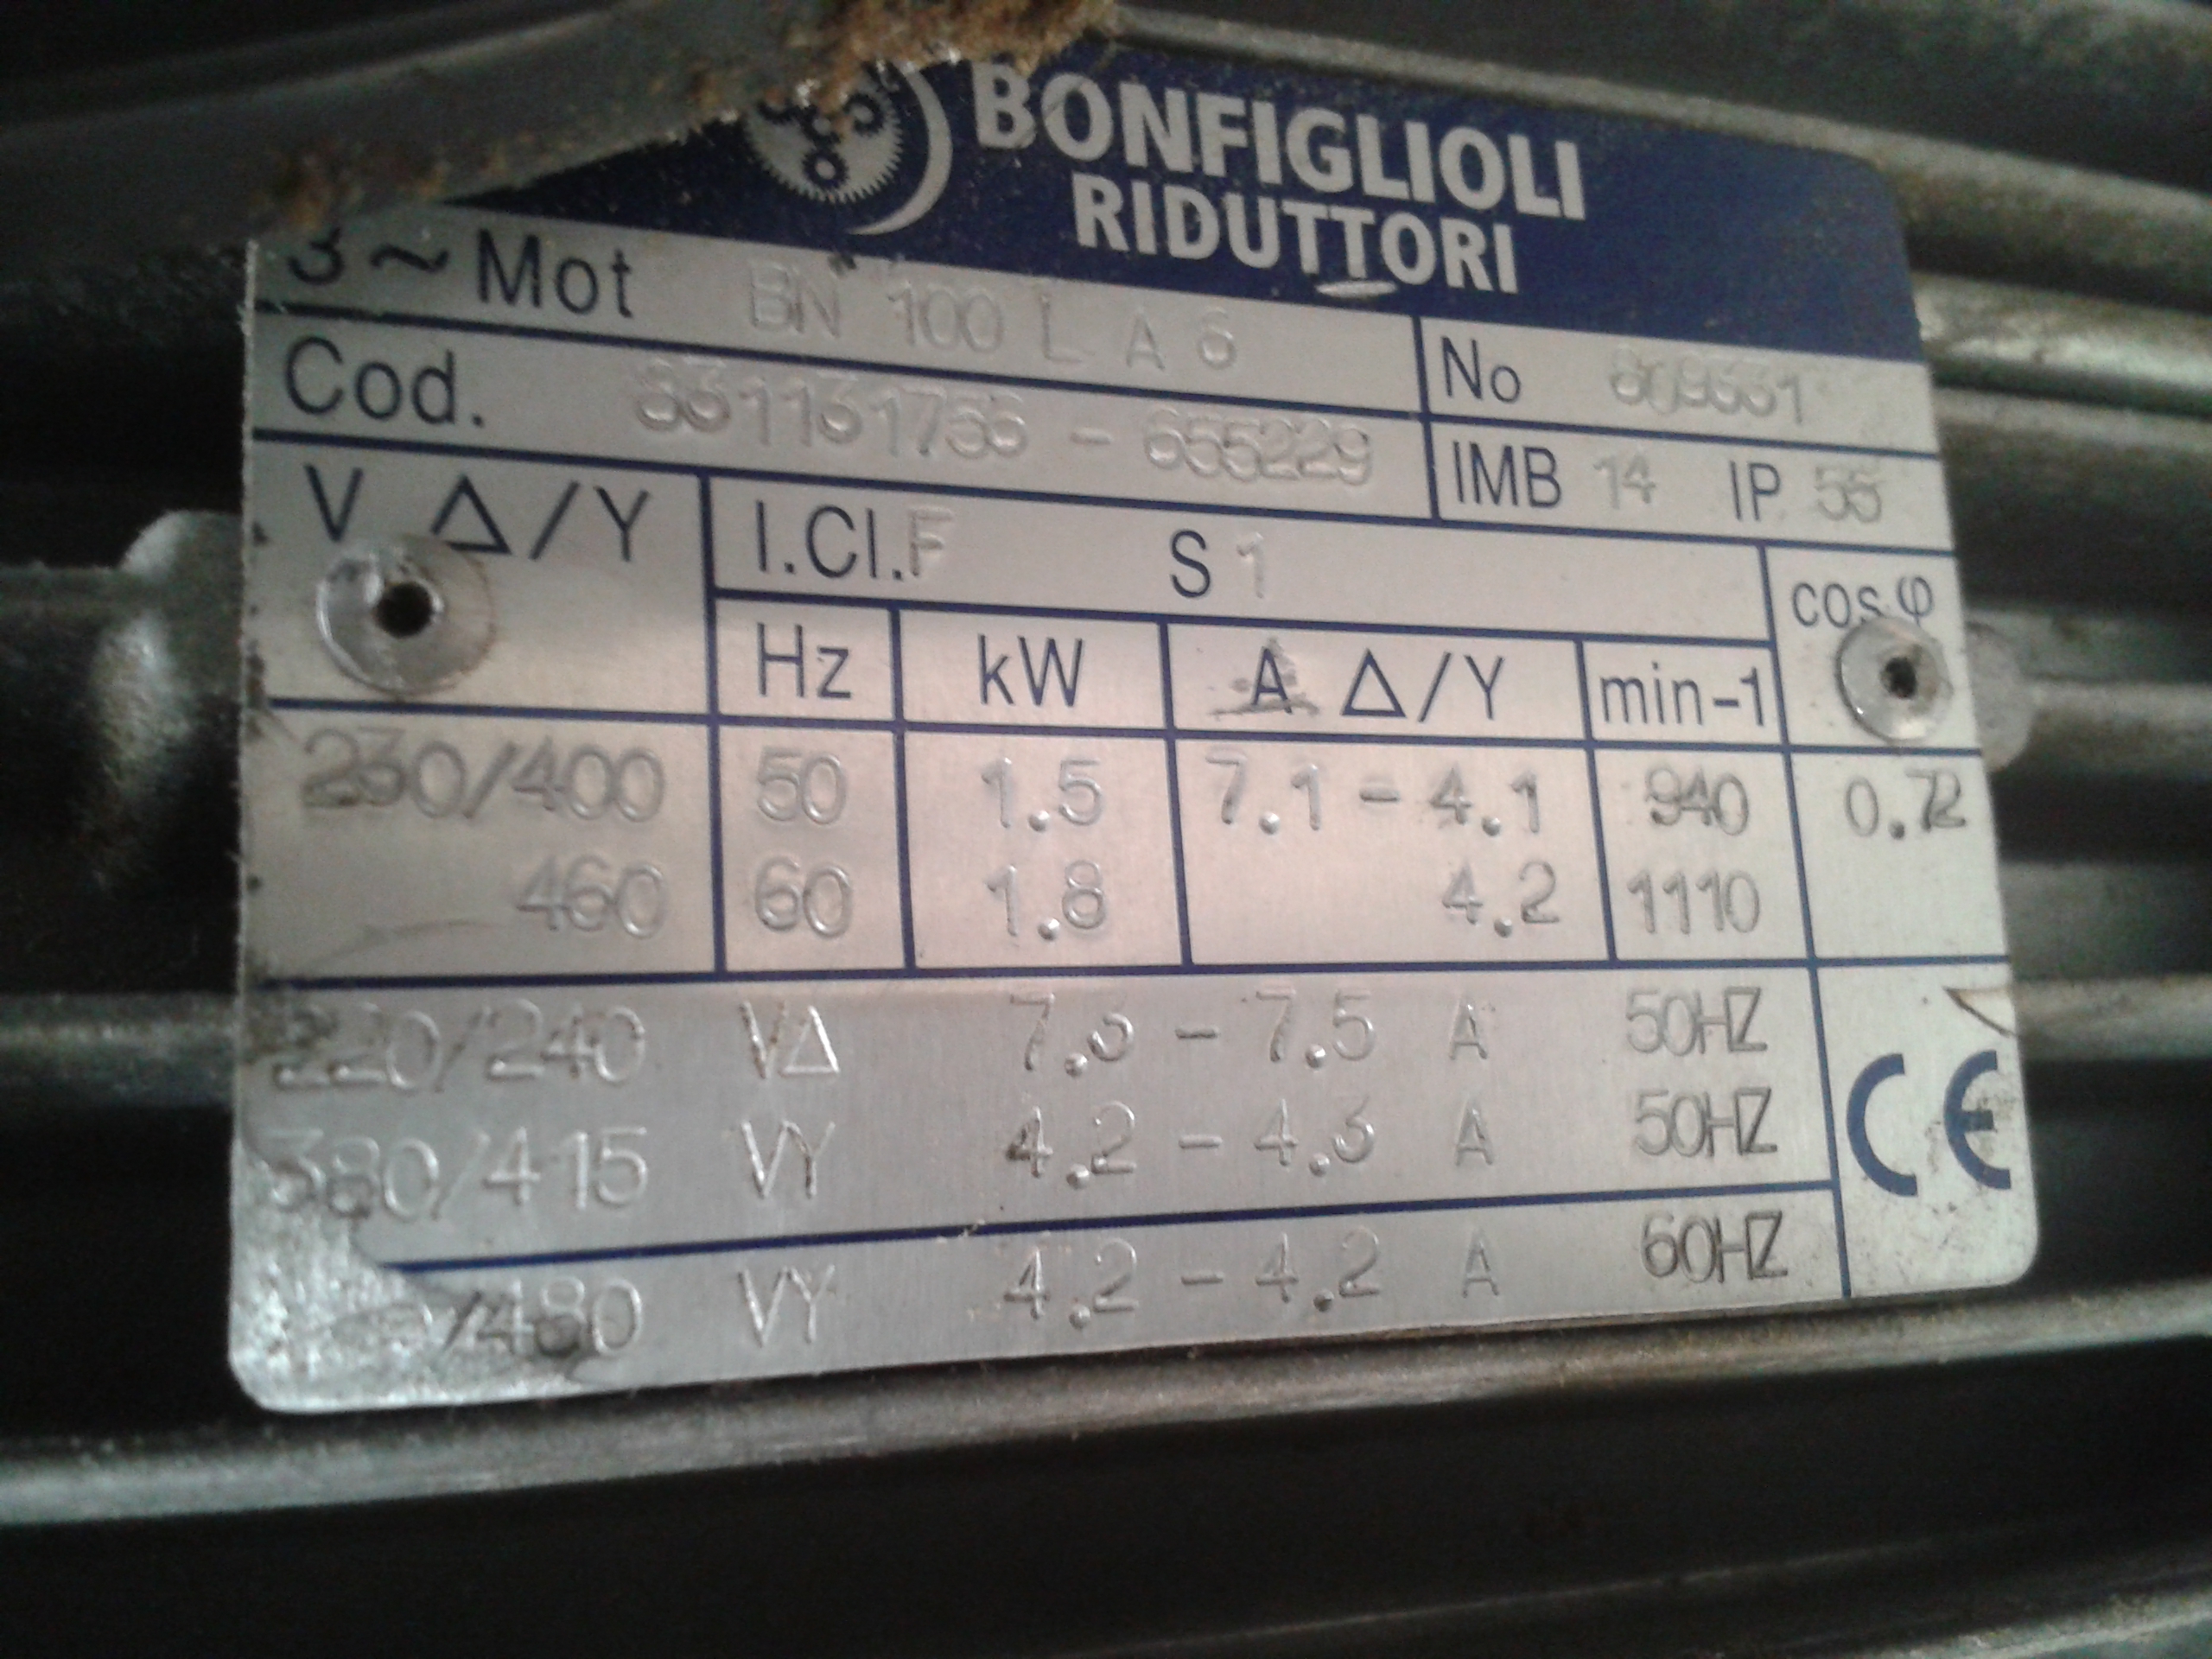 BONFIGLIOLI
RIDUTTORI
3~Mot BN 100 L A 6
No
Cod. - 655229
IMB 14 IP 55
V Δ/Y I.Cl.F S1 cosφ
Hz kW A Δ/Y min-1
230/400 50 1.5 7.1-4.1 940 0.72
460 60 1.8 4.2 1110
220/240 VΔ 7.3-7.5 A 50HZ
380/415 VY 4.2-4.3 A 50HZ
/480 VY 4.2-4.2 A 60HZ
CE